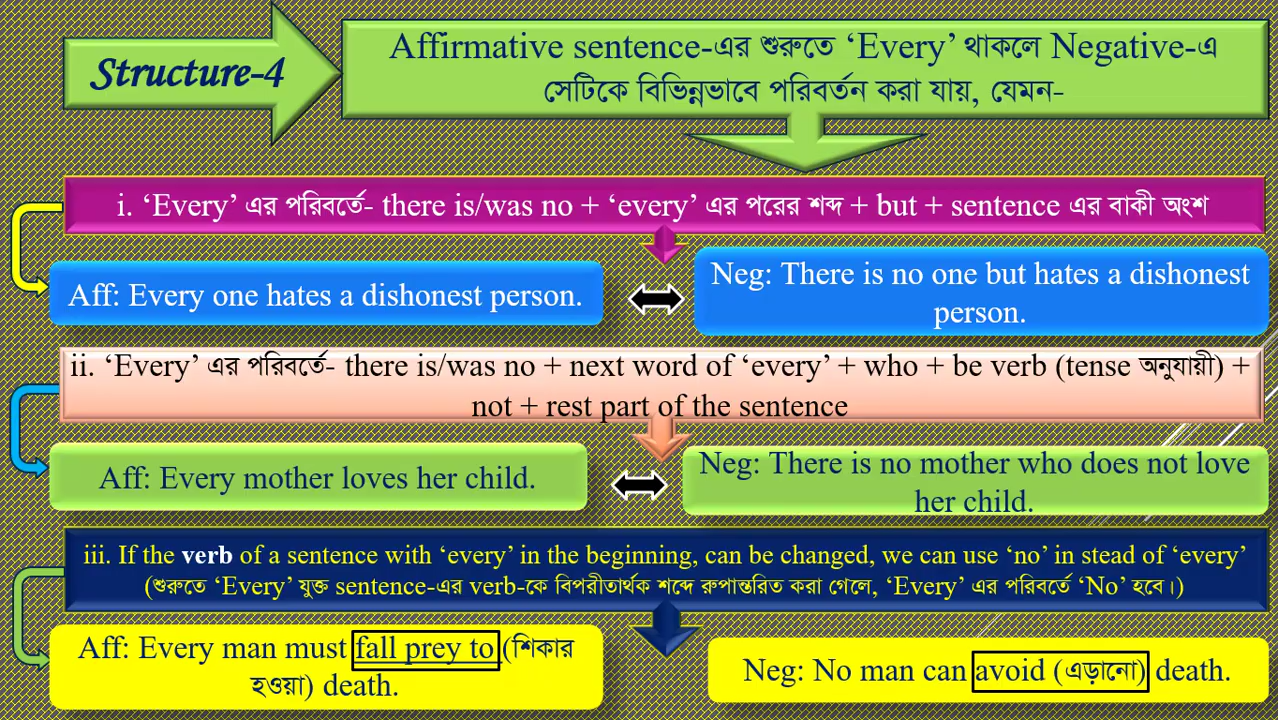 Structure-4
Affirmative sentence-এর শুরুতে ‘Every’ থাকলে Negative-এ
সেটিকে বিভিন্নভাবে পরিবর্তন করা যায়, যেমন-
i. ‘Every’ এর পরিবর্তে- there is/was no + ‘every’ এর পরের শব্দ + but + sentence এর বাকী অংশ
Aff: Every one hates a dishonest person.
Neg: There is no one but hates a dishonest
person.
ii. ‘Every’ এর পরিবর্তে- there is/was no + next word of ‘every’ + who + be verb (tense অনুযায়ী) +
not + rest part of the sentence
Aff: Every mother loves her child.
Neg: There is no mother who does not love
her child.
iii. If the verb of a sentence with ‘every’ in the beginning, can be changed, we can use ‘no’ in stead of ‘every’
(শুরুতে ‘Every’ যুক্ত sentence-এর verb-কে বিপরীতার্থক শব্দে রুপান্তরিত করা গেলে, ‘Every’ এর পরিবর্তে ‘No’ হবে।)
Aff: Every man must fall prey to (শিকার
হওয়া) death.
Neg: No man can avoid (এড়ানো) death.